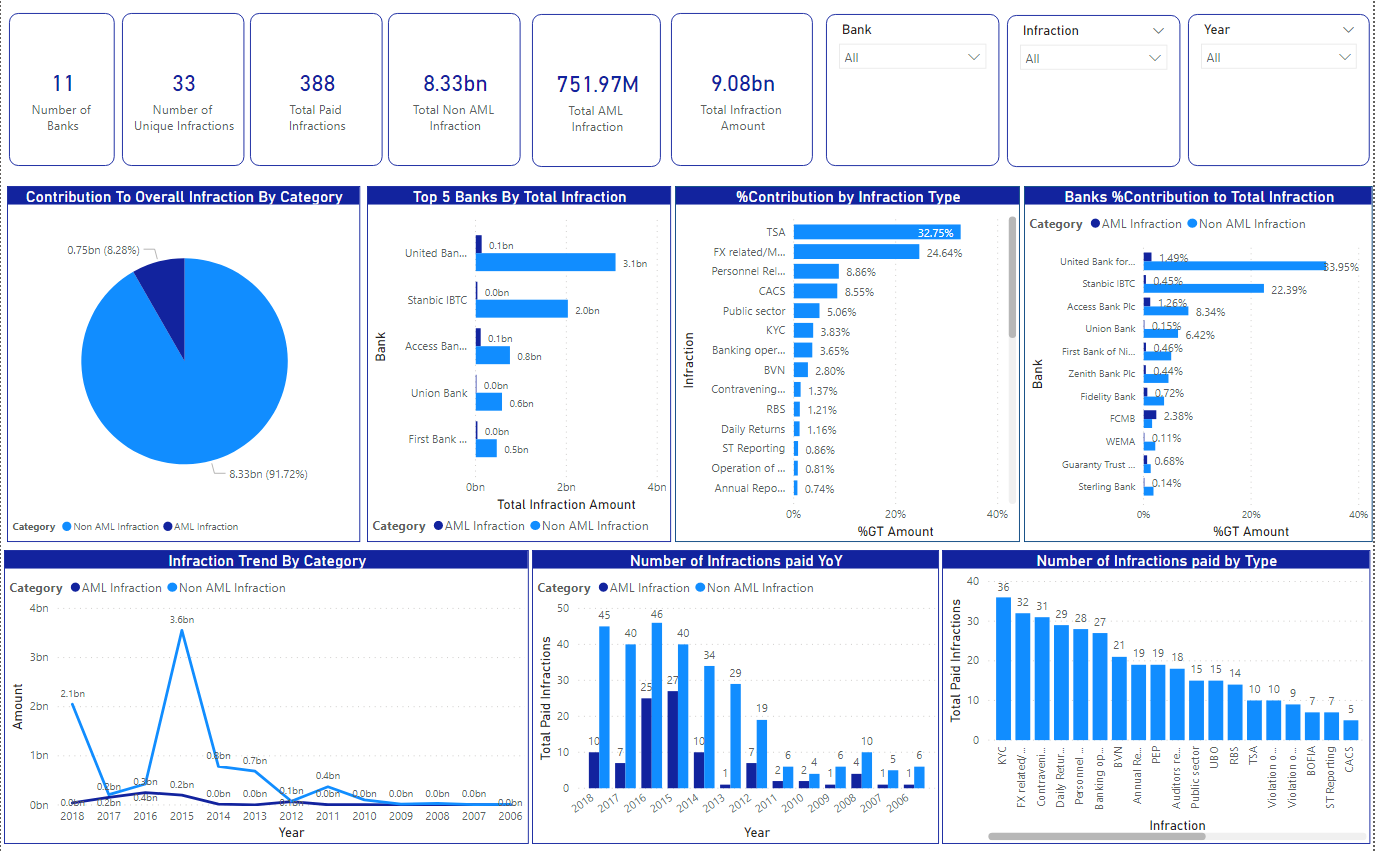 11
Number of
Banks
33
Number of
Unique Infractions
388
Total Paid
Infractions
8.33bn
Total Non AML
Infraction
751.97M
Total AML
Infraction
9.08bn
Total Infraction
Amount
Bank
All
Infraction
All
Year
All
Contribution To Overall Infraction By Category
0.75bn (8.28%)
8.33bn (91.72%)
Category Non AML Infraction AML Infraction
Top 5 Banks By Total Infraction
Bank
United Ban...
0.1bn
3.1bn
Stanbic IBTC
0.0bn
2.0bn
Access Ban...
0.1bn
0.8bn
Union Bank
0.0bn
0.6bn
First Bank ...
0.0bn
0.5bn
0bn 2bn 4bn
Total Infraction Amount
Category AML Infraction Non AML Infraction
%Contribution by Infraction Type
Infraction
TSA 32.75%
FX related/M... 24.64%
Personnel Rel... 8.86%
CACS 8.55%
Public sector 5.06%
KYC 3.83%
Banking oper... 3.65%
BVN 2.80%
Contravening... 1.37%
RBS 1.21%
Daily Returns 1.16%
ST Reporting 0.86%
Operation of ... 0.81%
Annual Repo... 0.74%
0% 20% 40%
%GT Amount
Banks %Contribution to Total Infraction
Category AML Infraction Non AML Infraction
Bank
United Bank for... 1.49%
33.95%
Stanbic IBTC 0.45%
22.39%
Access Bank Plc 1.26%
8.34%
Union Bank 0.15%
6.42%
First Bank of Ni... 0.46%
Zenith Bank Plc 0.44%
Fidelity Bank 0.72%
FCMB 2.38%
WEMA 0.11%
Guaranty Trust ... 0.68%
Sterling Bank 0.14%
0% 20% 40%
%GT Amount
Infraction Trend By Category
Category AML Infraction Non AML Infraction
Amount
4bn
3bn
2bn
1bn
0bn
2.1bn
3.6bn
0.7bn
0.4bn
0.2bn
0.2bn
0.4bn
0.2bn
0.0bn 0.0bn 0.1bn 0.0bn 0.0bn 0.0bn 0.0bn 0.0bn 0.0bn
2018 2017 2016 2015 2014 2013 2012 2011 2010 2009 2008 2007 2006
Year
Number of Infractions paid YoY
Category AML Infraction Non AML Infraction
Total Paid Infractions
50
40
30
20
10
0
10 45
7 40
25 46
27 40
10 34
1 29
7 19
2 6
2 4
1 6
4 10
1 5
1 6
2018 2017 2016 2015 2014 2013 2012 2011 2010 2009 2008 2007 2006
Year
Number of Infractions paid by Type
Total Paid Infractions
40
30
20
10
0
36 32 31 29 28 27 21 19 19 18 15 15 14 10 10 9 7 7 5
KYC
FX related/...
Contraveni...
Daily Retur...
Personnel ...
Banking op...
BVN
Annual Re...
PEP
Auditors re...
Public sector
UBO
RBS
TSA
Violation o...
Violation o...
BOFIA
ST Reporting
CACS
Infraction